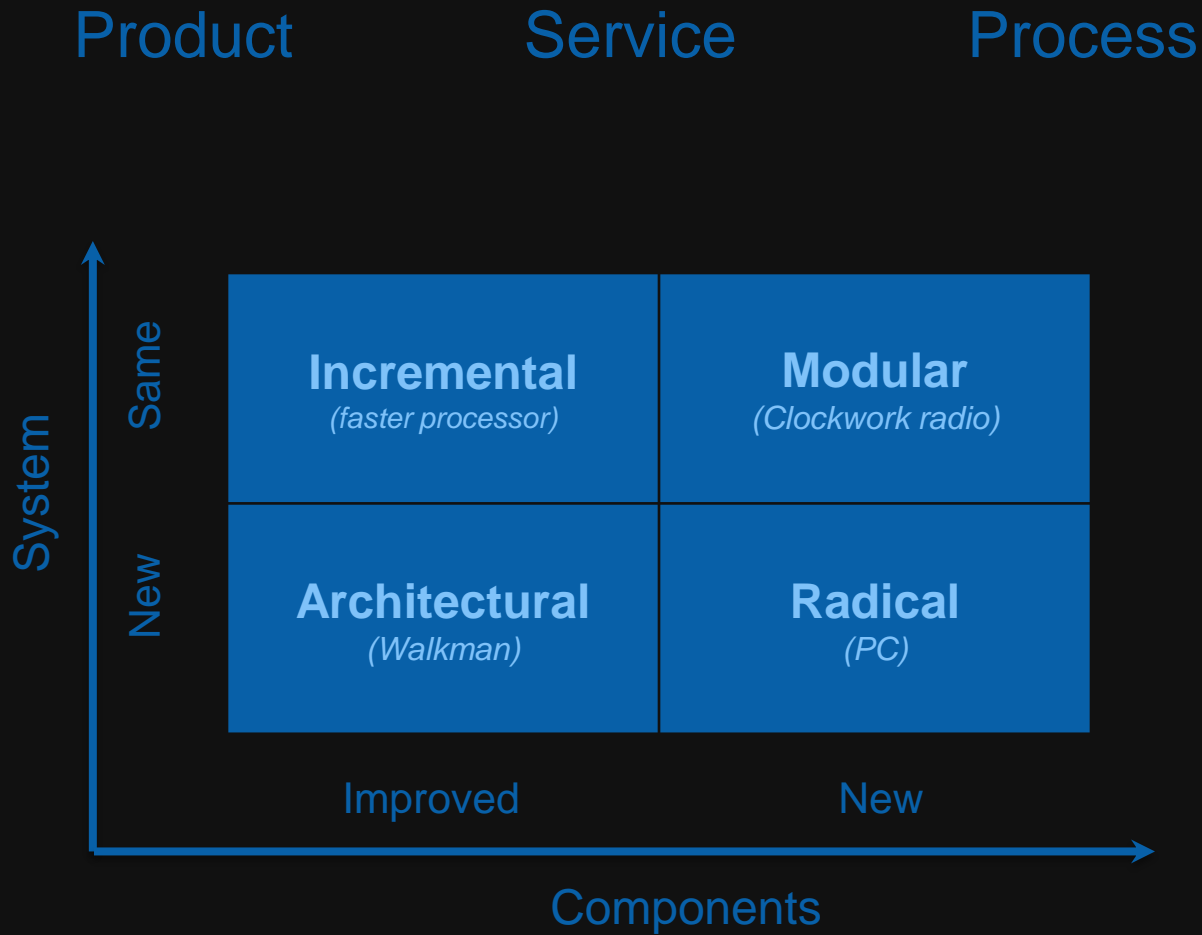 Product Service Process
Same
System
New
Incremental
(faster processor)
Modular
(Clockwork radio)
Architectural
(Walkman)
Radical
(PC)
Improved New
Components